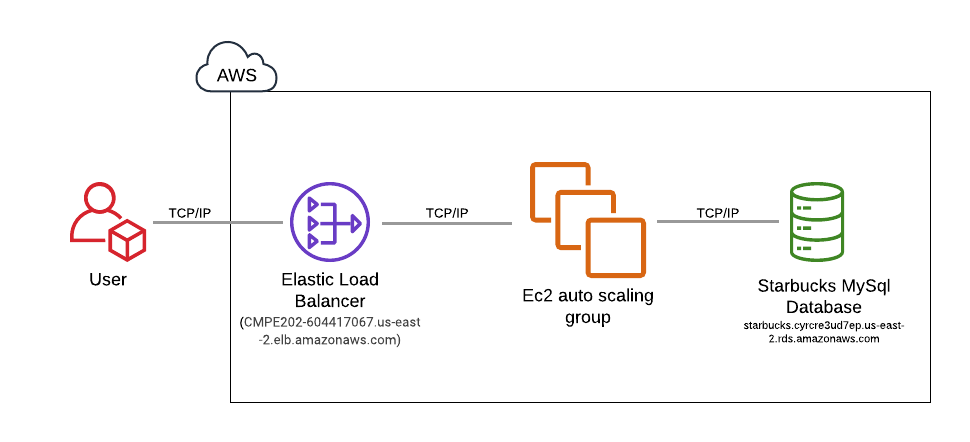 AWS
TCP/IP
TCP/IP
TCP/IP
User
Elastic Load
Balancer
(CMPE202-604417067.us-east
-2.elb.amazonaws.com)
Ec2 auto scaling
group
Starbucks MySql
Database
starbucks.cyrcre3ud7ep.us-east-
2.rds.amazonaws.com